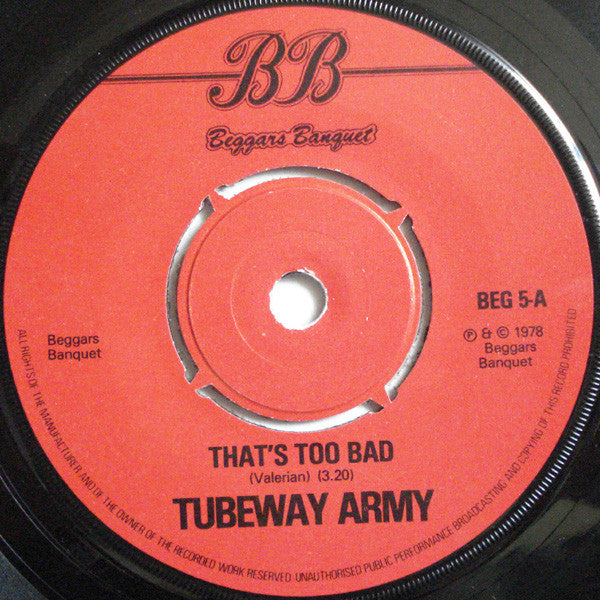 BB
Beggars Banquet
BEG 5-A
Ⓟ & © 1978
Beggars
Banquet
Beggars
Banquet
THAT'S TOO BAD
(Valerian) (3.20)
TUBEWAY ARMY
ALL RIGHTS OF THE MANUFACTURER AND OF THE OWNER OF THE RECORDED WORK RESERVED UNAUTHORISED PUBLIC PERFORMANCE BROADCASTING AND COPYING OF THIS RECORD PROHIBITED